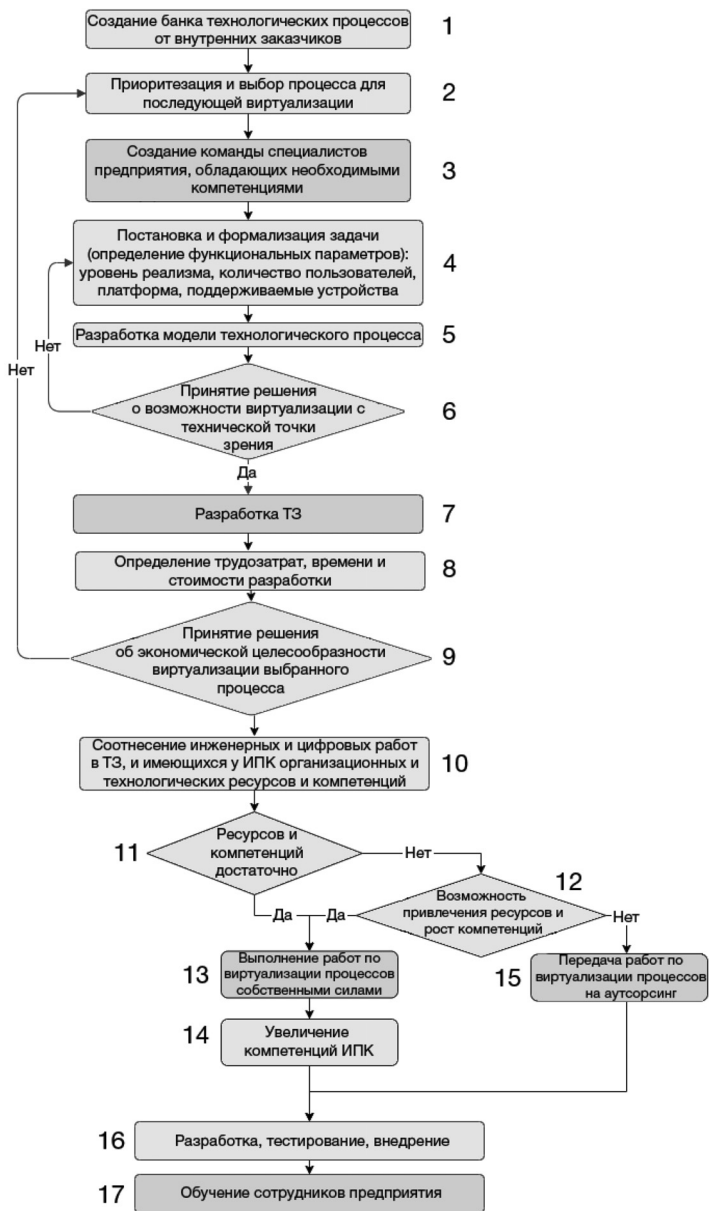 Создание банка технологических процессов
от внутренних заказчиков
1
Приоритезация и выбор процесса для
последующей виртуализации
2
Создание команды специалистов
предприятия, обладающих необходимыми
компетенциями
3
Постановка и формализация задачи
(определение функциональных параметров):
уровень реализма, количество пользователей,
платформа, поддерживаемые устройства
4
Разработка модели технологического процесса
5
Нет
Нет
Принятие решения
о возможности виртуализации с
технической точки
зрения
6
Да
Разработка ТЗ
7
Определение трудозатрат, времени и
стоимости разработки
8
Принятие решения
об экономической целесообразности
виртуализации выбранного
процесса
9
Соотнесение инженерных и цифровых работ
в ТЗ, и имеющихся у ИПК организационных и
технологических ресурсов и компетенций
10
11
Ресурсов и
компетенций
достаточно
Нет
12
Возможность
привлечения ресурсов и
рост компетенций
Да
Да
Нет
13
Выполнение работ по
виртуализации процессов
собственными силами
15
Передача работ по
виртуализации процессов
на аутсорсинг
14
Увеличение
компетенций ИПК
16
Разработка, тестирование, внедрение
17
Обучение сотрудников предприятия